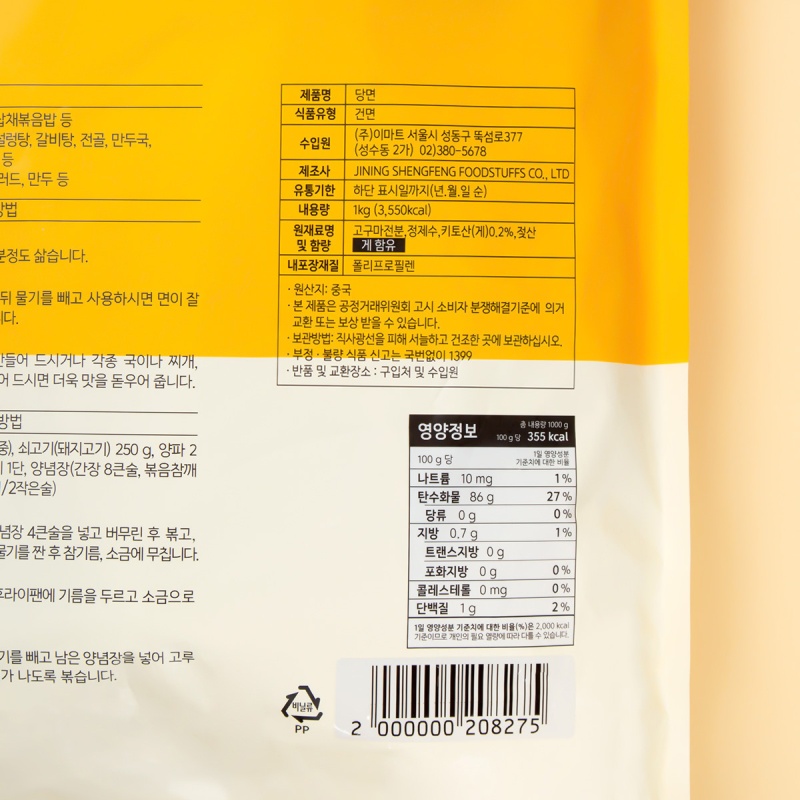 잡채볶음밥 등
설렁탕, 갈비탕, 전골, 만두국,
등
러드, 만두 등
방법
분정도 삶습니다.
뒤 물기를 빼고 사용하시면 면이 잘
다.
만들어 드시거나 각종 국이나 찌개,
어 드시면 더욱 맛을 돋우어 줍니다.
방법
중), 쇠고기(돼지고기) 250 g, 양파 2
1단, 양념장(간장 8큰술, 볶음참깨
/2작은술)
념장 4큰술을 넣고 버무린 후 볶고,
물기를 짠 후 참기름, 소금에 무칩니다.
후라이팬에 기름을 두르고 소금으로
기를 빼고 남은 양념장을 넣어 고루
가 나도록 볶습니다.
제품명 당면
식품유형 건면
수입원 (주)이마트 서울시 성동구 뚝섬로377
(성수동 2가) 02)380-5678
제조사 JINING SHENGFENG FOODSTUFFS CO., LTD
유통기한 하단 표시일까지(년.월.일 순)
내용량 1kg (3,550kcal)
원재료명 및 함량 고구마전분,정제수,키토산(게)0.2%,젖산
게 함유
내포장재질 폴리프로필렌
· 원산지: 중국
· 본 제품은 공정거래위원회 고시 소비자 분쟁해결기준에 의거
교환 또는 보상 받을 수 있습니다.
· 보관방법: 직사광선을 피해 서늘하고 건조한 곳에 보관하십시오.
· 부정 · 불량 식품 신고는 국번없이 1399
· 반품 및 교환장소 : 구입처 및 수입원
영양정보
총 내용량 1000 g
100 g 당 355 kcal
100 g 당 1일 영양성분 기준치에 대한 비율
나트륨 10 mg 1 %
탄수화물 86 g 27 %
당류 0 g 0 %
지방 0.7 g 1 %
트랜스지방 0 g
포화지방 0 g 0 %
콜레스테롤 0 mg 0 %
단백질 1 g 2 %
1일 영양성분 기준치에 대한 비율(%)은 2,000 kcal
기준이므로 개인의 필요 열량에 따라 다를 수 있습니다.
비닐류
PP
2 000000 208275